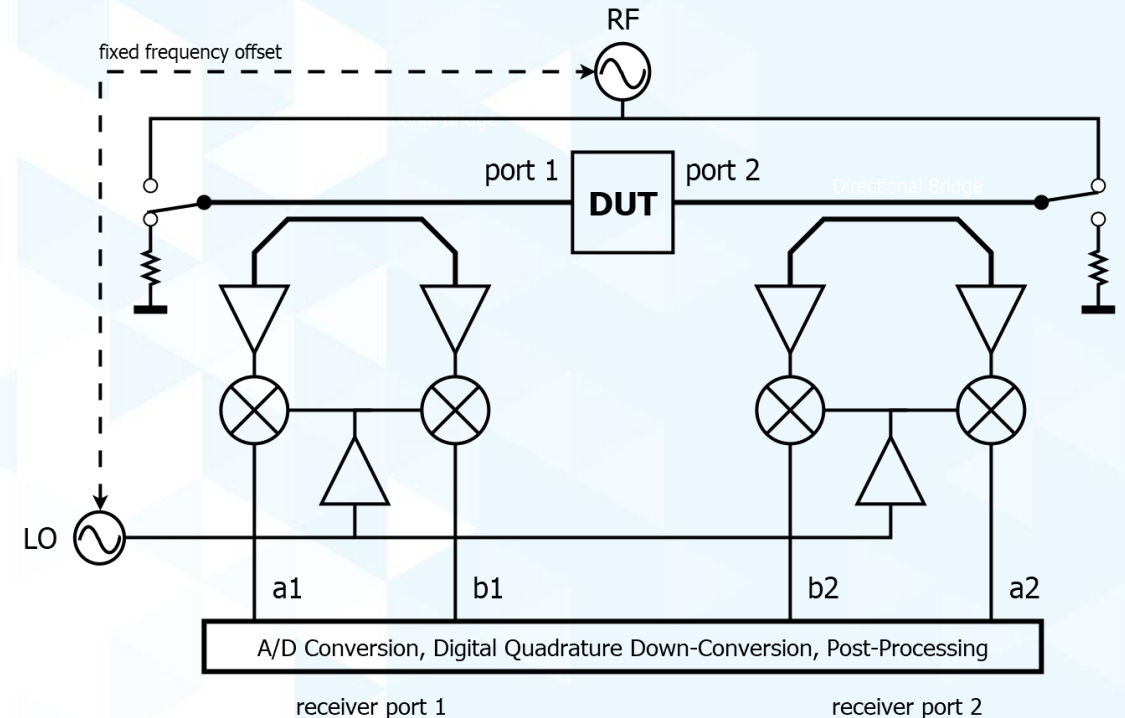 RF
fixed frequency offset
port 1
DUT
port 2
Directional Bridge
LO
a1
b1
b2
a2
A/D Conversion, Digital Quadrature Down-Conversion, Post-Processing
receiver port 1
receiver port 2